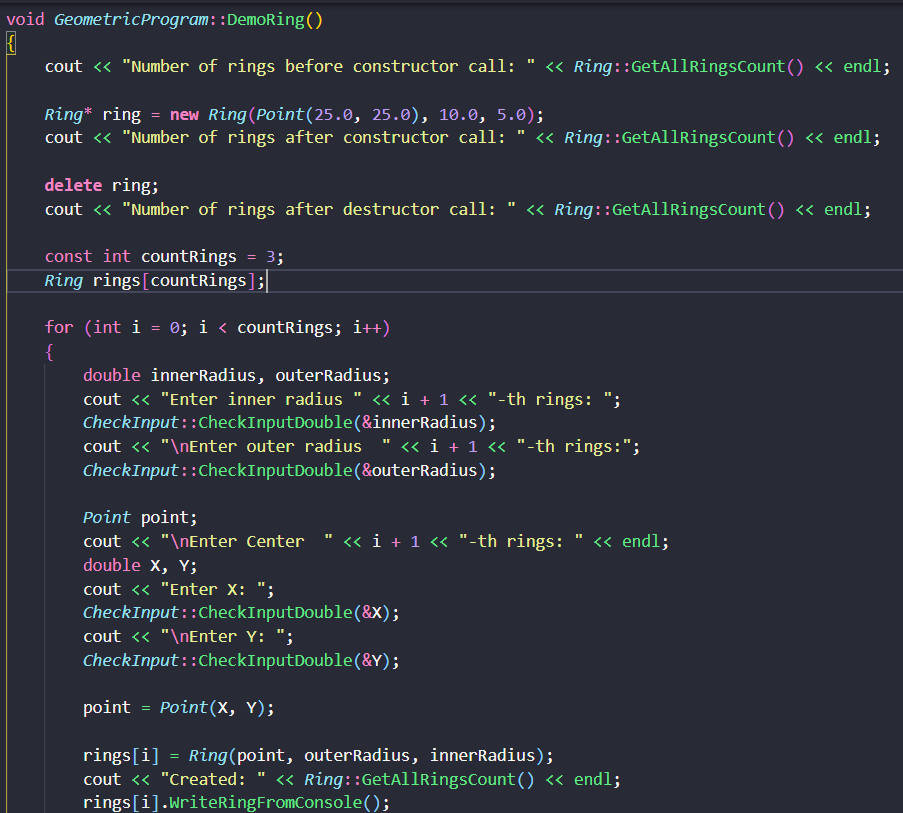 void GeometricProgram::DemoRing()
{
cout << "Number of rings before constructor call: " << Ring::GetAllRingsCount() << endl;
Ring* ring = new Ring(Point(25.0, 25.0), 10.0, 5.0);
cout << "Number of rings after constructor call: " << Ring::GetAllRingsCount() << endl;
delete ring;
cout << "Number of rings after destructor call: " << Ring::GetAllRingsCount() << endl;
const int countRings = 3;
Ring rings[countRings];
for (int i = 0; i < countRings; i++)
{
double innerRadius, outerRadius;
cout << "Enter inner radius " << i + 1 << "-th rings: ";
CheckInput::CheckInputDouble(&innerRadius);
cout << "\nEnter outer radius  " << i + 1 << "-th rings:";
CheckInput::CheckInputDouble(&outerRadius);
Point point;
cout << "\nEnter Center  " << i + 1 << "-th rings: " << endl;
double X, Y;
cout << "Enter X: ";
CheckInput::CheckInputDouble(&X);
cout << "\nEnter Y: ";
CheckInput::CheckInputDouble(&Y);
point = Point(X, Y);
rings[i] = Ring(point, outerRadius, innerRadius);
cout << "Created: " << Ring::GetAllRingsCount() << endl;
rings[i].WriteRingFromConsole();